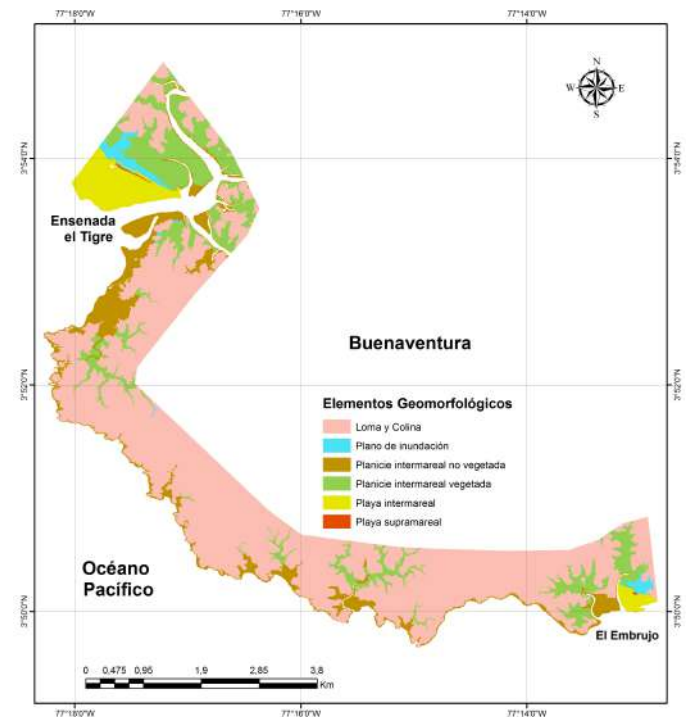 77°18'0"W 77°16'0"W 77°14'0"W
N
W E
S
3°54'0"N 3°54'0"N
Ensenada
el Tigre
Buenaventura
3°52'0"N 3°52'0"N
Elementos Geomorfológicos
Loma y Colina
Plano de inundación
Planicie intermareal no vegetada
Planicie intermareal vegetada
Playa intermareal
Playa supramareal
Océano
Pacífico
3°50'0"N 3°50'0"N
El Embrujo
0 0,475 0,95 1,9 2,85 3,8
Km
77°18'0"W 77°16'0"W 77°14'0"W